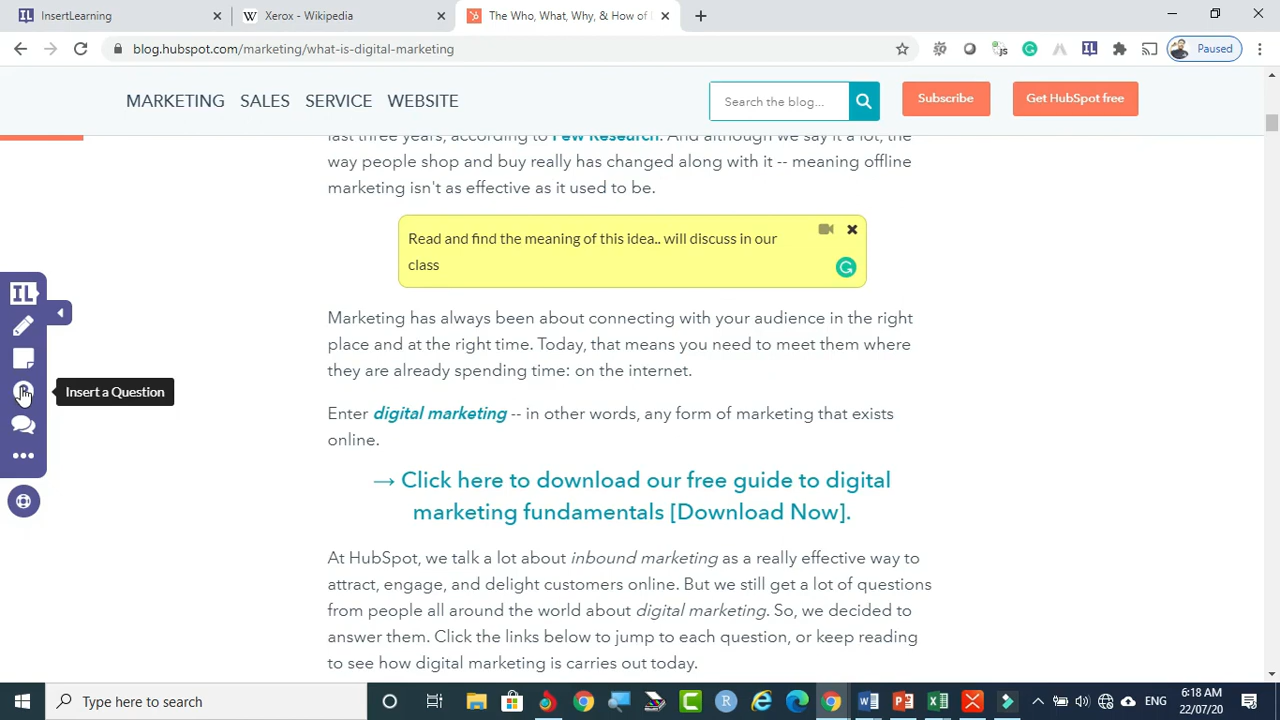 InsertLearning
Xerox - Wikipedia
The Who, What, Why, & How of
blog.hubspot.com/marketing/what-is-digital-marketing
Paused
MARKETING SALES SERVICE WEBSITE
Search the blog...
Subscribe
Get HubSpot free
last three years, according to Pew Research. And although we say it a lot, the
way people shop and buy really has changed along with it -- meaning offline
marketing isn't as effective as it used to be.
Read and find the meaning of this idea.. will discuss in our
class
Marketing has always been about connecting with your audience in the right
place and at the right time. Today, that means you need to meet them where
they are already spending time: on the internet.
IL
Insert a Question
Enter digital marketing -- in other words, any form of marketing that exists
online.
→ Click here to download our free guide to digital
marketing fundamentals [Download Now].
At HubSpot, we talk a lot about inbound marketing as a really effective way to
attract, engage, and delight customers online. But we still get a lot of questions
from people all around the world about digital marketing. So, we decided to
answer them. Click the links below to jump to each question, or keep reading
to see how digital marketing is carries out today.
Type here to search
ENG
6:18 AM
22/07/20